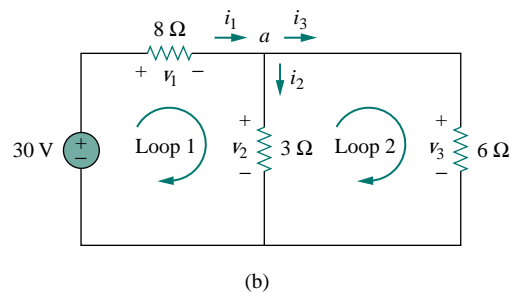 8 Ω i₁ a i₃
+ v₁ −
i₂
30 V + − Loop 1 + v₂ − 3 Ω Loop 2 + v₃ − 6 Ω
(b)